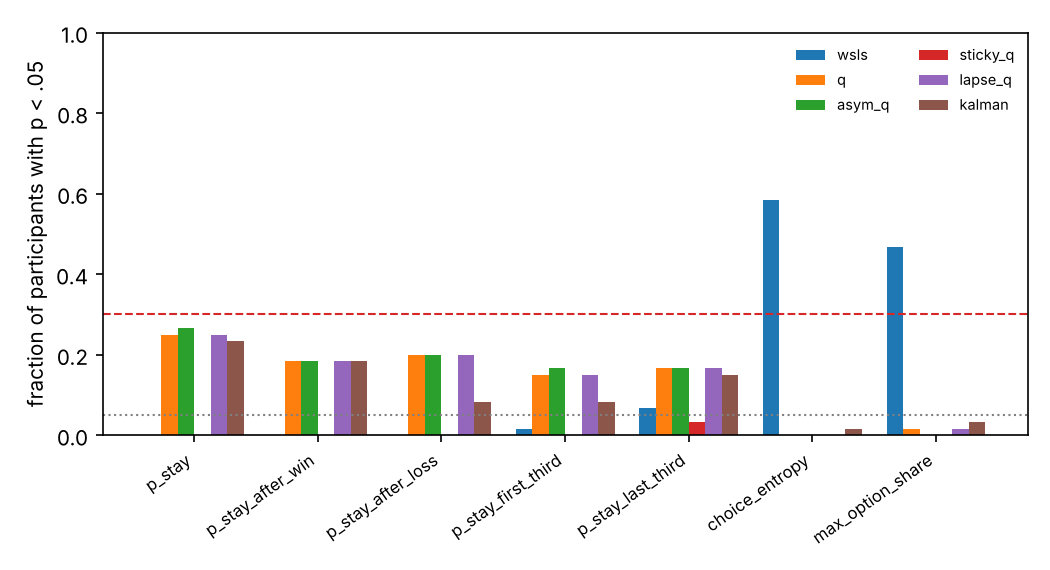 fraction of participants with p < .05
1.0
0.8
0.6
0.4
0.2
0.0
wsls
q
asym_q
sticky_q
lapse_q
kalman
p_stay
p_stay_after_win
p_stay_after_loss
p_stay_first_third
p_stay_last_third
choice_entropy
max_option_share